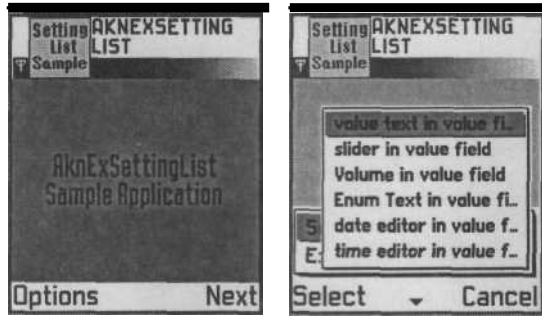 Setting
List
Sample
AKNEXSETTING
LIST
AknExSettingList
Sample Application
Options Next
Setting
List
Sample
AKNEXSETTING
LIST
value text in value fi...
slider in value field
Volume in value field
Enum Text in value fi...
date editor in value f...
time editor in value f...
S
E
Select Cancel